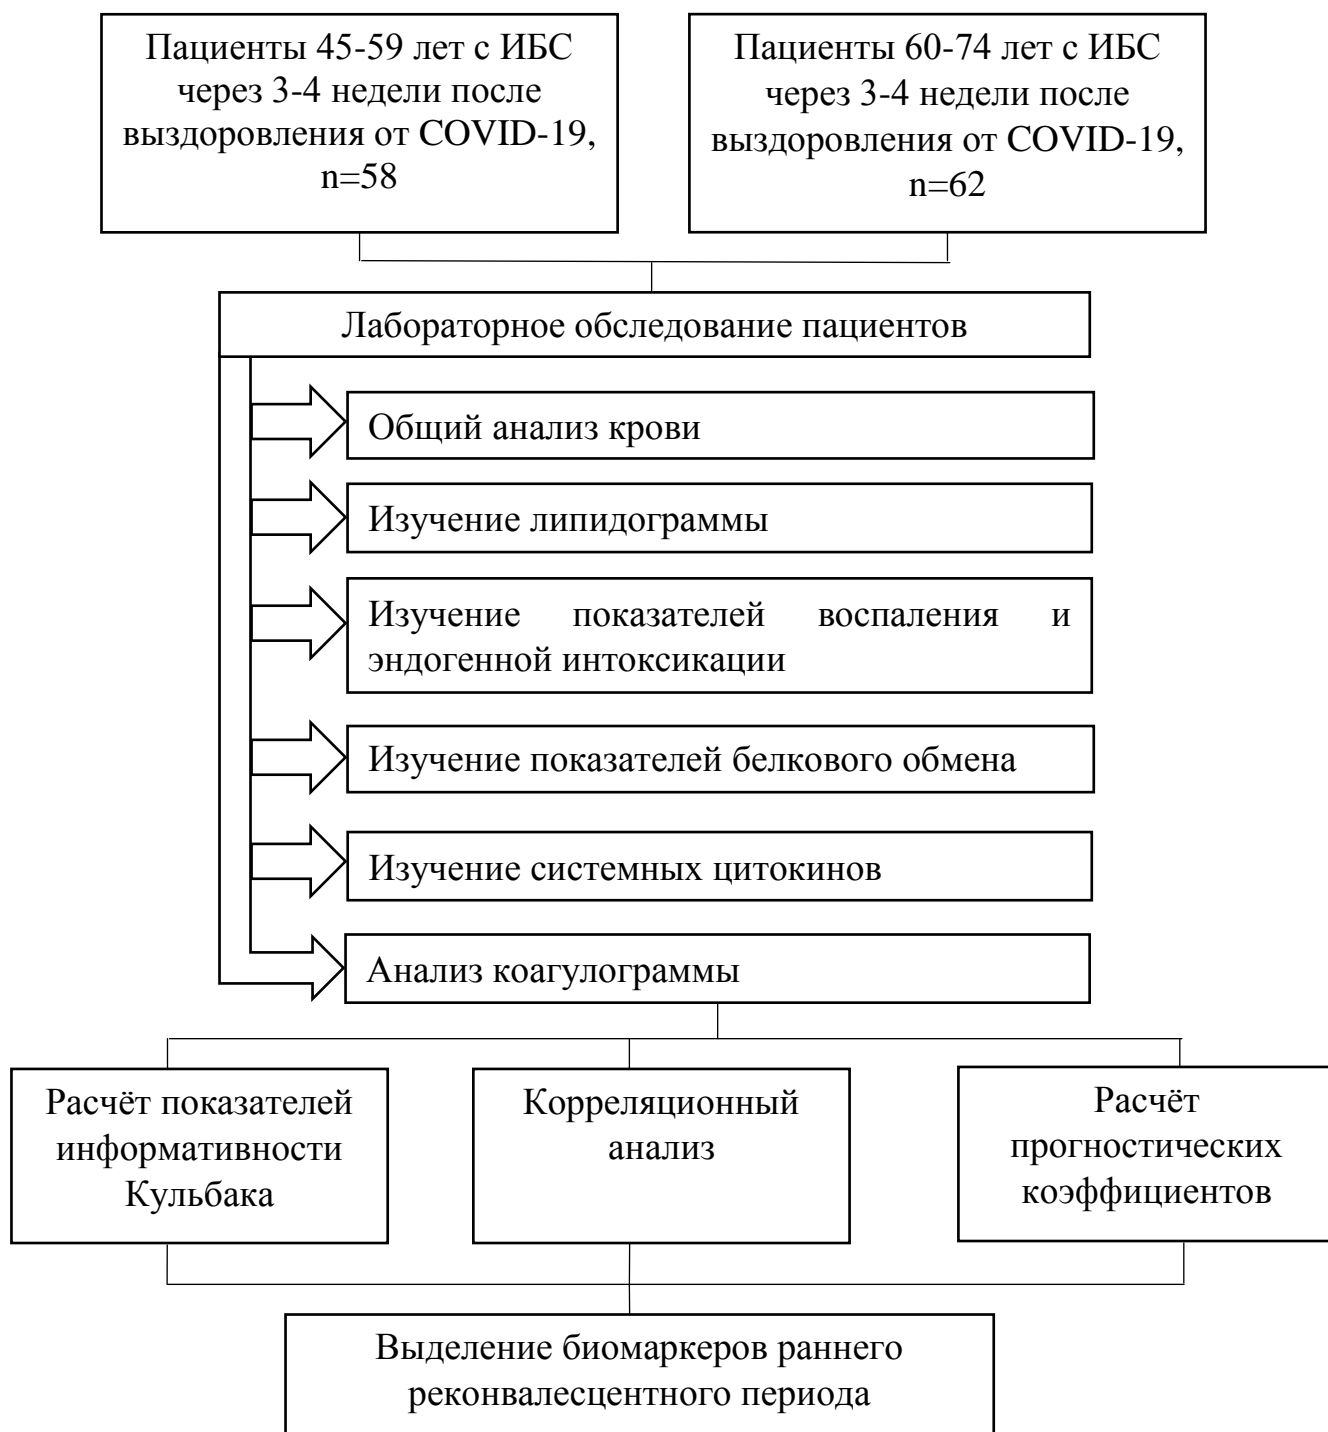 Пациенты 45-59 лет с ИБС
через 3-4 недели после
выздоровления от COVID-19,
n=58
Пациенты 60-74 лет с ИБС
через 3-4 недели после
выздоровления от COVID-19,
n=62
Лабораторное обследование пациентов
Общий анализ крови
Изучение липидограммы
Изучение показателей воспаления и
эндогенной интоксикации
Изучение показателей белкового обмена
Изучение системных цитокинов
Анализ коагулограммы
Расчёт показателей
информативности
Кульбака
Корреляционный
анализ
Расчёт
прогностических
коэффициентов
Выделение биомаркеров раннего
реконвалесцентного периода